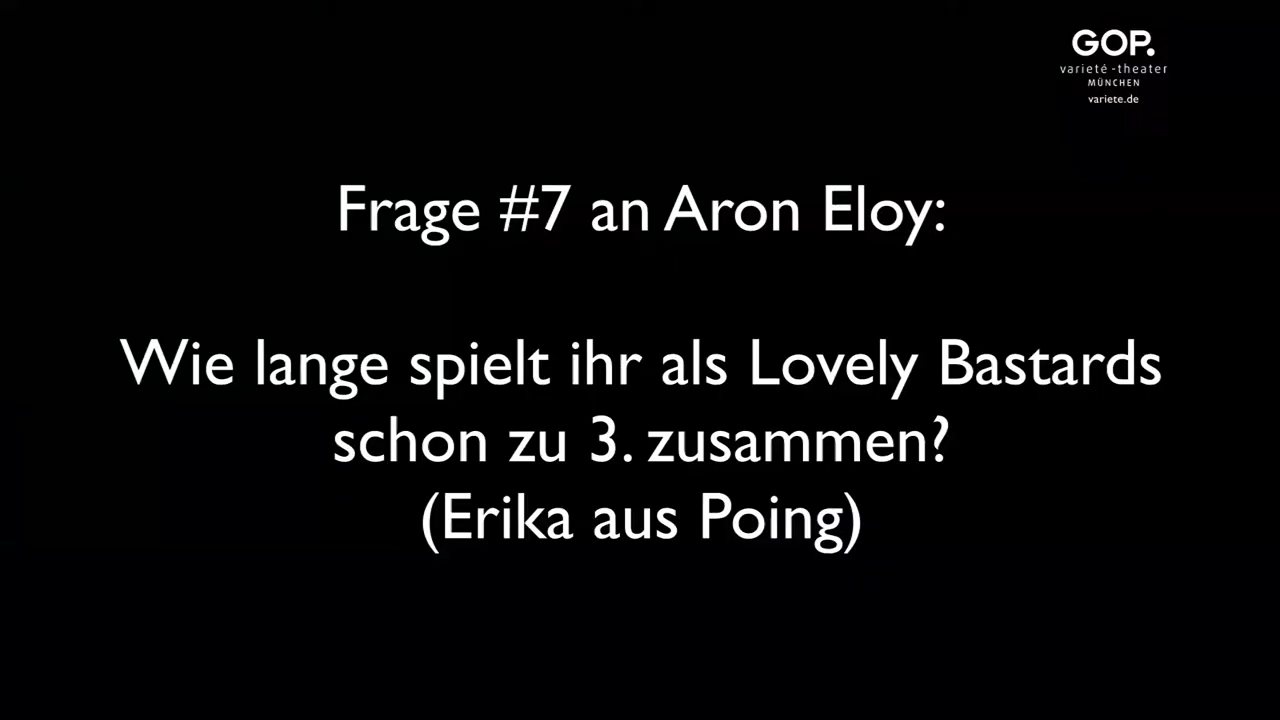 GOP.
varieté-theater
MÜNCHEN
variete.de
Frage #7 an Aron Eloy:
Wie lange spielt ihr als Lovely Bastards
schon zu 3. zusammen?
(Erika aus Poing)